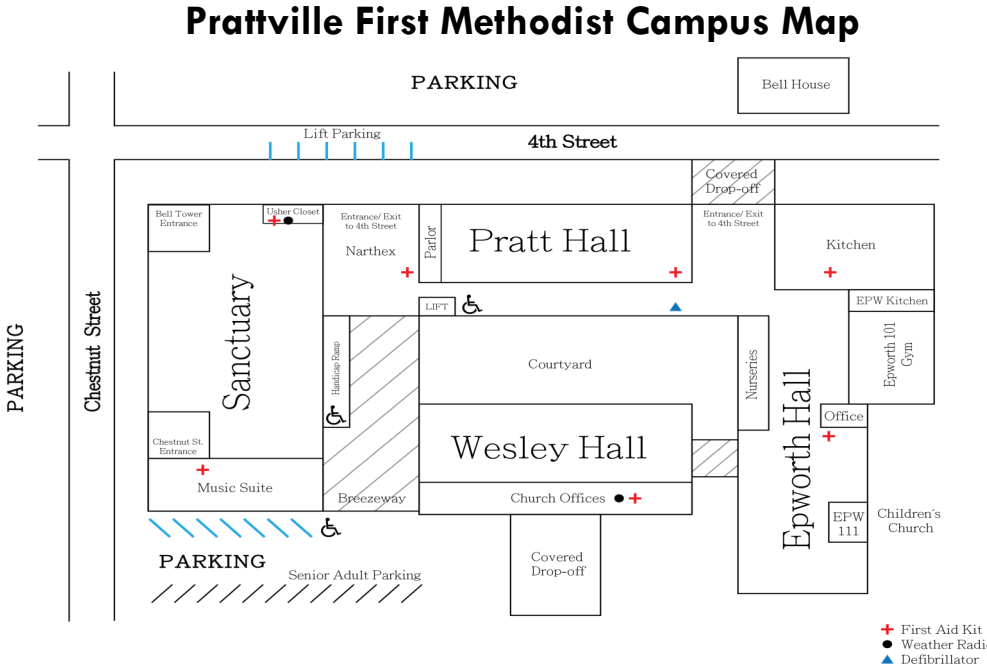 Prattville First Methodist Campus Map
PARKING
Bell House
Lift Parking
4th Street
Covered
Drop-off
Bell Tower
Entrance
Usher Closet
Entrance/ Exit
to 4th Street
Narthex
Parlor
Pratt Hall
Entrance/ Exit
to 4th Street
Kitchen
LIFT
EPW Kitchen
PARKING
Chestnut Street
Sanctuary
Handicap Ramp
Courtyard
Nurseries
Epworth 101
Gym
Epworth Hall
Office
Chestnut St.
Entrance
Wesley Hall
Music Suite
Breezeway
Church Offices
EPW
111
Children's
Church
PARKING
Senior Adult Parking
Covered
Drop-off
First Aid Kit
Weather Radi
Defibrillator